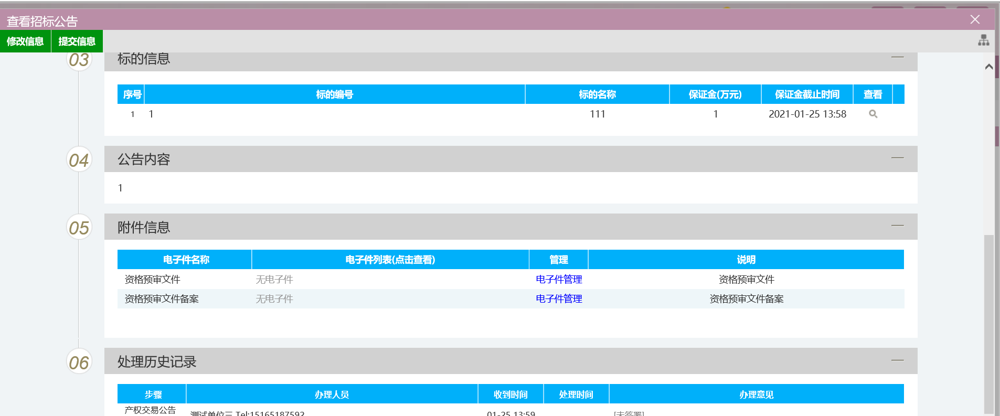 查看招标公告
修改信息 提交信息
03 标的信息
序号 标的编号 标的名称 保证金(万元) 保证金截止时间 查看
1 1 111 1 2021-01-25 13:58
04 公告内容
1
05 附件信息
电子件名称 电子件列表(点击查看) 管理 说明
资格预审文件 无电子件 电子件管理 资格预审文件
资格预审文件备案 无电子件 电子件管理 资格预审文件备案
06 处理历史记录
步骤 办理人员 收到时间 处理时间 办理意见
产权交易公告
测试单位三 Tel:15165187592 01-25 13:59 [未签署]